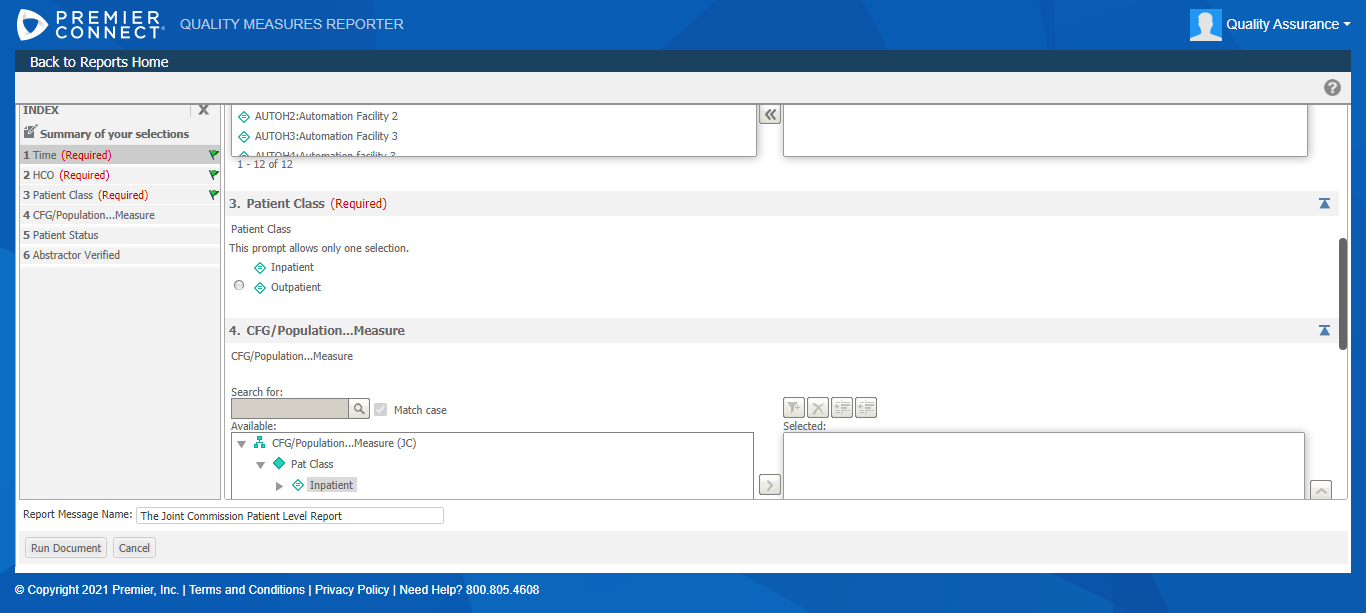 PREMIER CONNECT
QUALITY MEASURES REPORTER
Quality Assurance
Back to Reports Home
?
INDEX
X
Summary of your selections
1 Time (Required)
2 HCO (Required)
3 Patient Class (Required)
4 CFG/Population...Measure
5 Patient Status
6 Abstractor Verified
AUTOH2:Automation Facility 2
AUTOH3:Automation Facility 3
AUTOH4:Automation facility 3
1 - 12 of 12
3. Patient Class (Required)
Patient Class
This prompt allows only one selection.
Inpatient
Outpatient
4. CFG/Population...Measure
CFG/Population...Measure
Search for:
Match case
Available:
Selected:
CFG/Population...Measure (JC)
Pat Class
Inpatient
Report Message Name: The Joint Commission Patient Level Report
Run Document Cancel
© Copyright 2021 Premier, Inc. | Terms and Conditions | Privacy Policy | Need Help? 800.805.4608